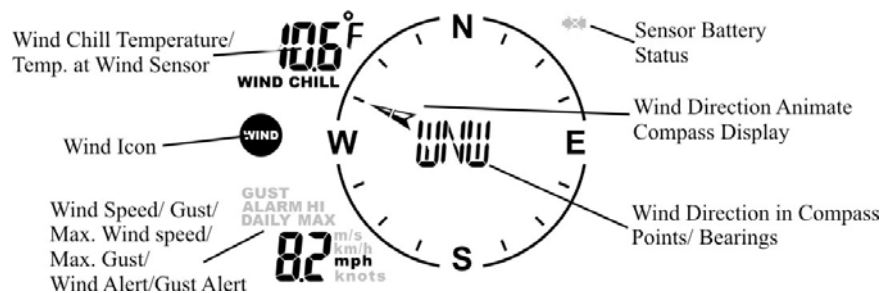 Wind Chill Temperature/
Temp. at Wind Sensor
10.6°F
WIND CHILL
N
Sensor Battery
Status
Wind Direction Animate
Compass Display
Wind Icon
WIND
W
WNW
E
GUST
ALARM HI
DAILY MAX
Wind Speed/ Gust/
Max. Wind speed/
Max. Gust/
Wind Alert/Gust Alert
8.2
m/s
km/h
mph
knots
S
Wind Direction in Compass
Points/ Bearings